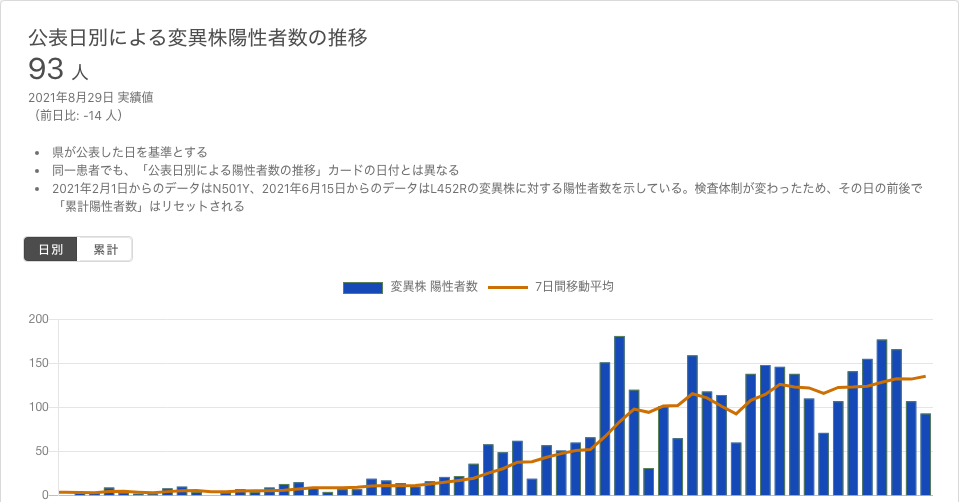 公表日別による変異株陽性者数の推移
93 人
2021年8月29日 実績値
（前日比: -14 人）
• 県が公表した日を基準とする
• 同一患者でも、「公表日別による陽性者数の推移」カードの日付とは異なる
• 2021年2月1日からのデータはN501Y、2021年6月15日からのデータはL452Rの変異株に対する陽性者数を示している。検査体制が変わったため、その日の前後で
「累計陽性者数」はリセットされる
日別 累計
変異株 陽性者数 7日間移動平均
200
150
100
50
0